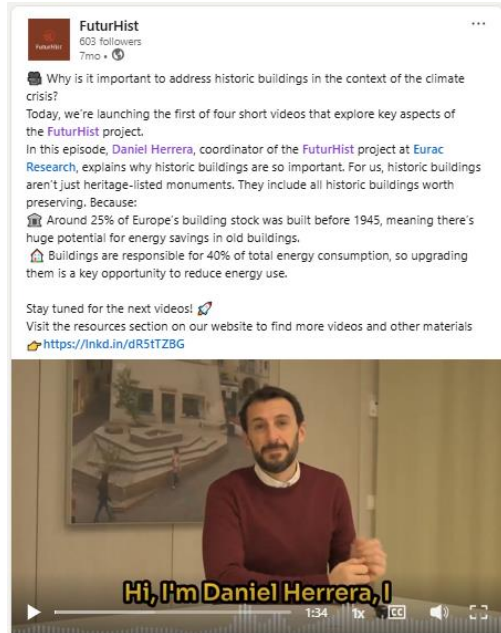 FuturHist
FuturHist
603 followers
7mo •
Why is it important to address historic buildings in the context of the climate
crisis?
Today, we're launching the first of four short videos that explore key aspects of
the FuturHist project.
In this episode, Daniel Herrera, coordinator of the FuturHist project at Eurac
Research, explains why historic buildings are so important. For us, historic buildings
aren't just heritage-listed monuments. They include all historic buildings worth
preserving. Because:
Around 25% of Europe's building stock was built before 1945, meaning there's
huge potential for energy savings in old buildings.
Buildings are responsible for 40% of total energy consumption, so upgrading
them is a key opportunity to reduce energy use.
Stay tuned for the next videos!
Visit the resources section on our website to find more videos and other materials
https://lnkd.in/dR5tTZBG
Hi, I'm Daniel Herrera, I
1:34 1x CC